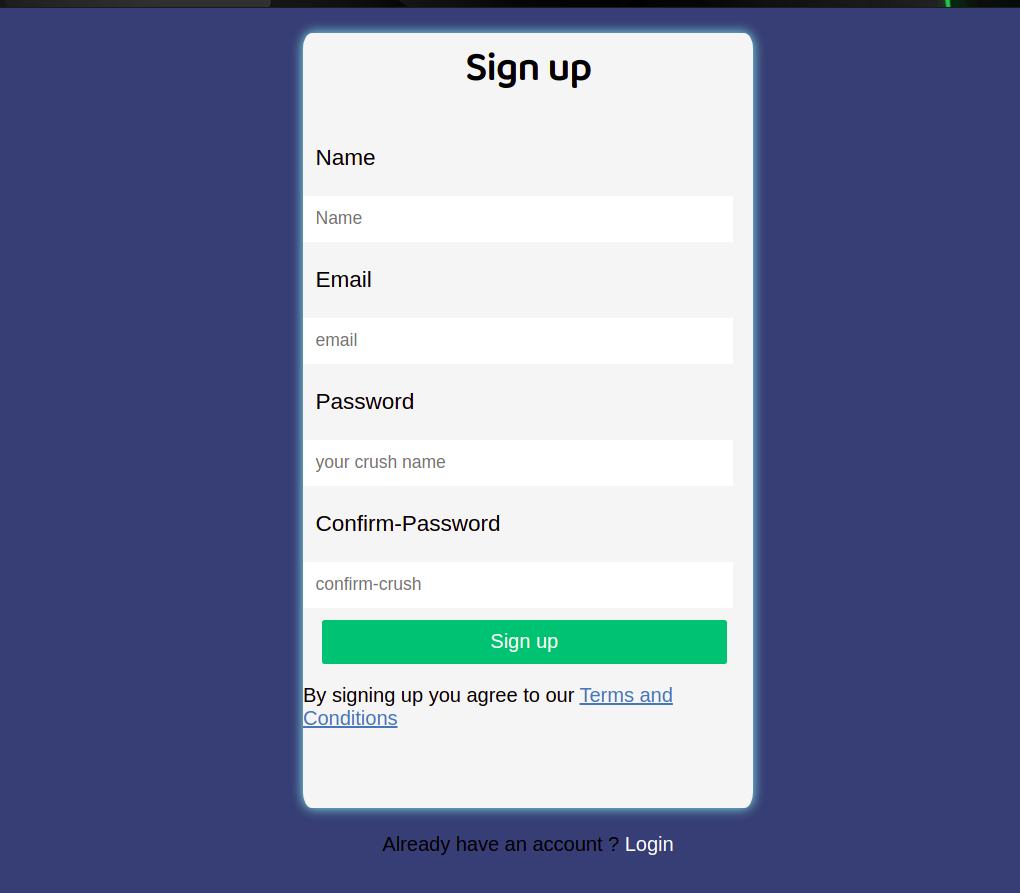 Sign up
Name
Name
Email
email
Password
your crush name
Confirm-Password
confirm-crush
Sign up
By signing up you agree to our Terms and
Conditions
Already have an account ? Login